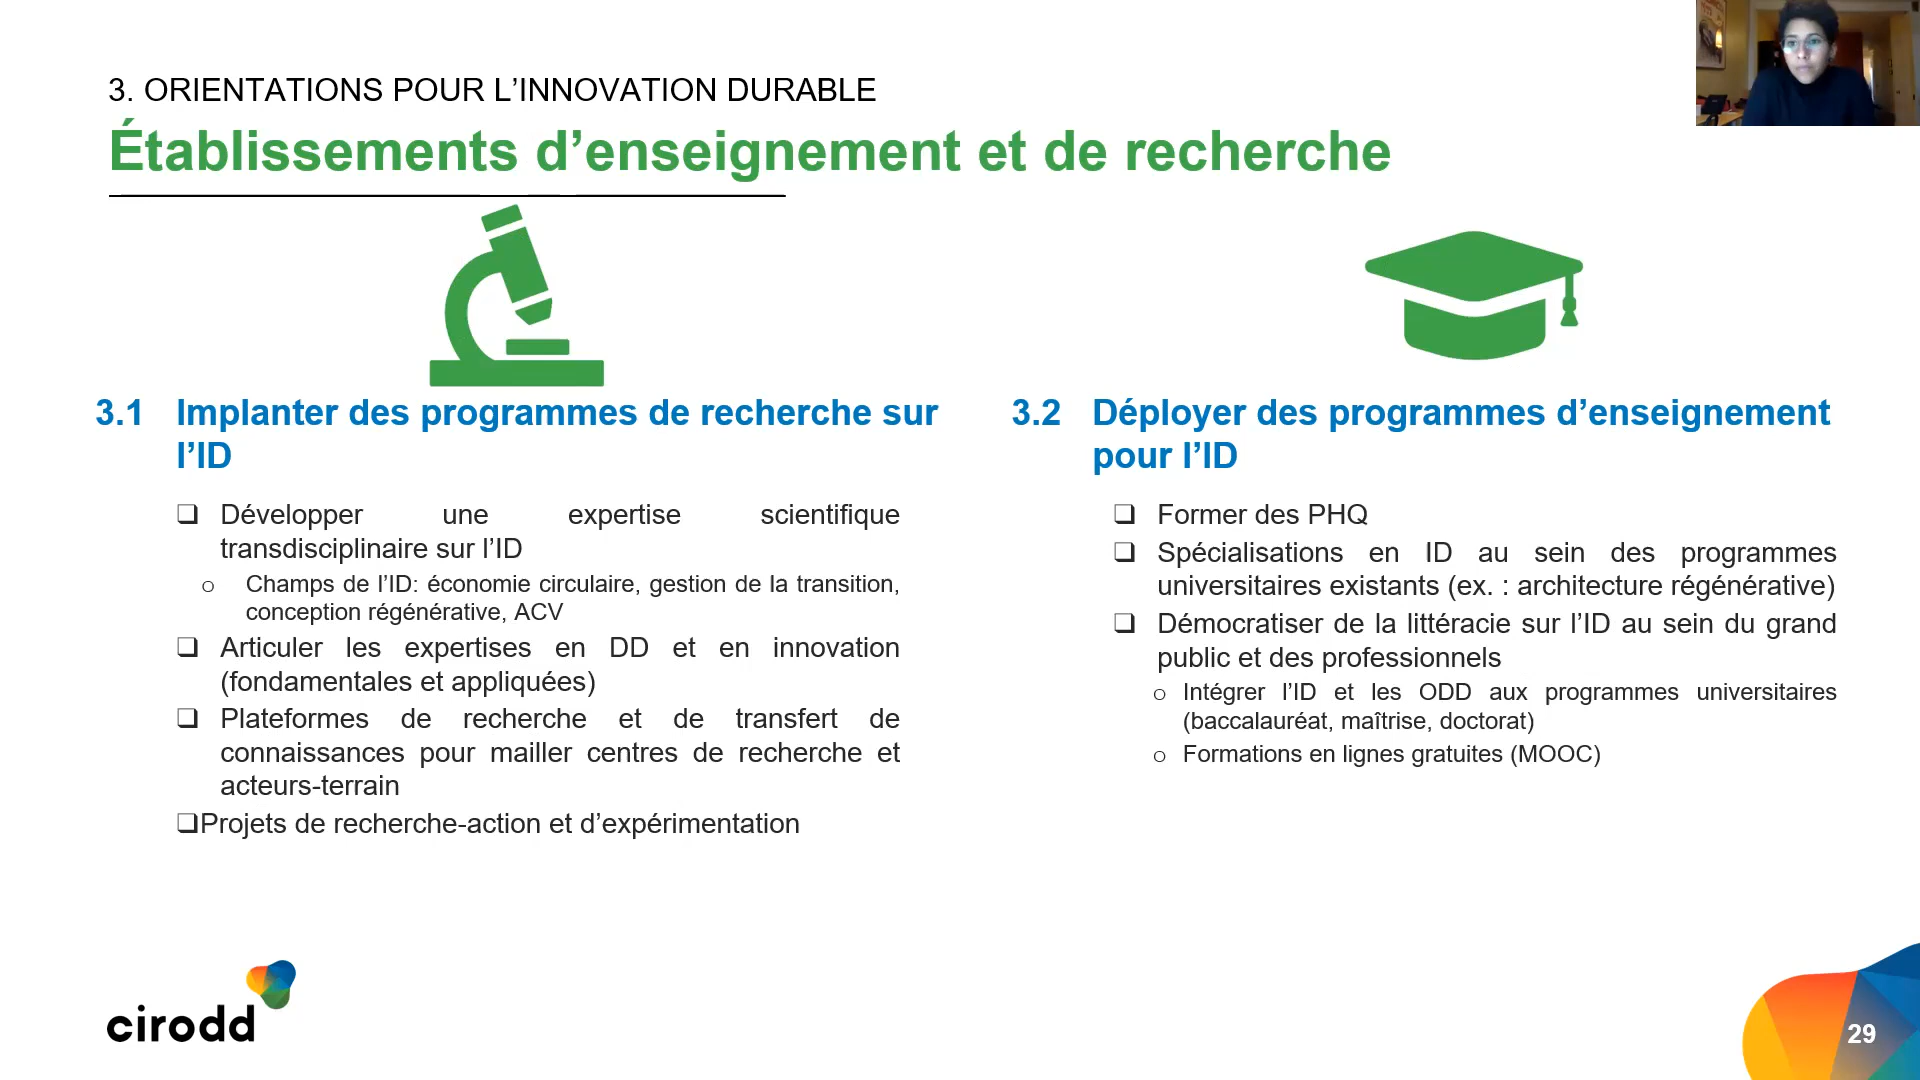 3. ORIENTATIONS POUR L’INNOVATION DURABLE
Établissements d’enseignement et de recherche
3.1 Implanter des programmes de recherche sur
l’ID
❑ Développer une expertise scientifique
transdisciplinaire sur l’ID
o Champs de l’ID: économie circulaire, gestion de la transition,
conception régénérative, ACV
❑ Articuler les expertises en DD et en innovation
(fondamentales et appliquées)
❑ Plateformes de recherche et de transfert de
connaissances pour mailler centres de recherche et
acteurs-terrain
❑Projets de recherche-action et d’expérimentation
3.2 Déployer des programmes d’enseignement
pour l’ID
❑ Former des PHQ
❑ Spécialisations en ID au sein des programmes
universitaires existants (ex. : architecture régénérative)
❑ Démocratiser de la littéracie sur l’ID au sein du grand
public et des professionnels
o Intégrer l’ID et les ODD aux programmes universitaires
(baccalauréat, maîtrise, doctorat)
o Formations en lignes gratuites (MOOC)
cirodd
29